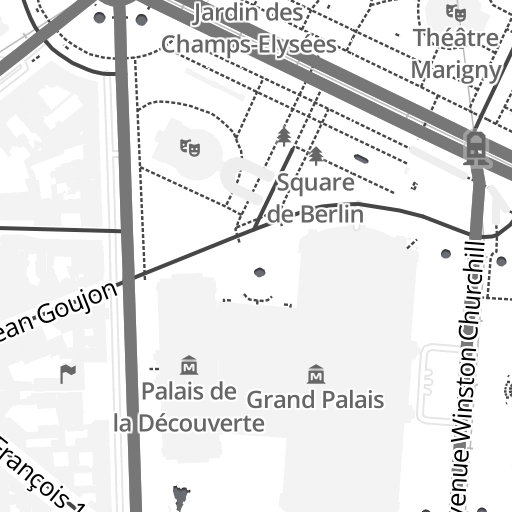 Jardin des
Champs-Elysées
Théâtre
Marigny
Square
de Berlin
ean Goujon
Palais de
la Découverte
Grand Palais
venue Winston Churchill
François-1